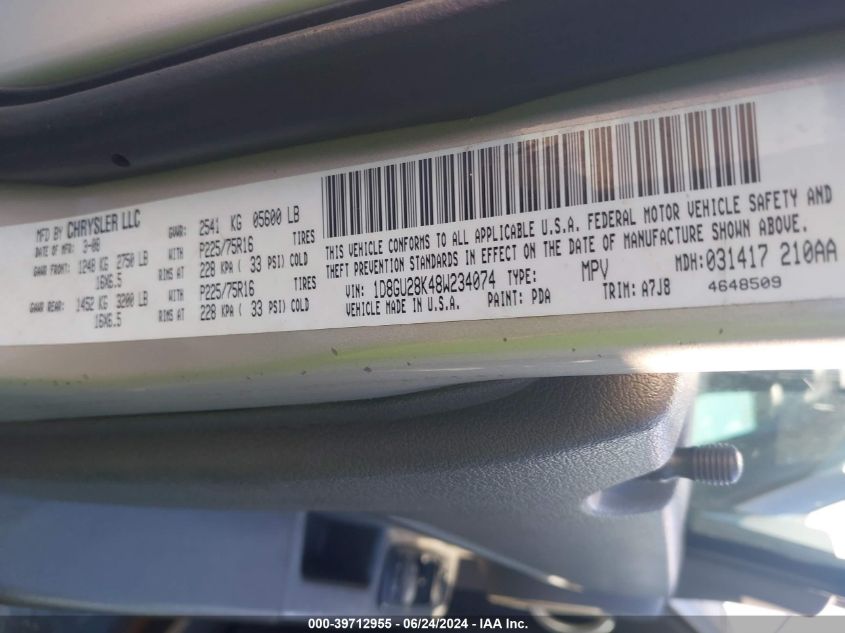 MFD BY CHRYSLER LLC GVWR: 2541 KG 05600 LB
DATE OF MFR: 3-08 WITH P225/75R16 TIRES
GAWR FRONT: 1248 KG 2750 LB RIMS AT 228 KPA ( 33 PSI) COLD
16X6.5 WITH P225/75R16 TIRES
GAWR REAR: 1452 KG 3200 LB RIMS AT 228 KPA ( 33 PSI) COLD
16X6.5
THIS VEHICLE CONFORMS TO ALL APPLICABLE U.S.A. FEDERAL MOTOR VEHICLE SAFETY AND
THEFT PREVENTION STANDARDS IN EFFECT ON THE DATE OF MANUFACTURE SHOWN ABOVE.
VIN: 1D8GU28K48W234074 TYPE: MPV MDH: 031417 210AA
VEHICLE MADE IN U.S.A. PAINT: PDA TRIM: A7J8 4648509
000-39712955 - 06/24/2024 - IAA Inc.